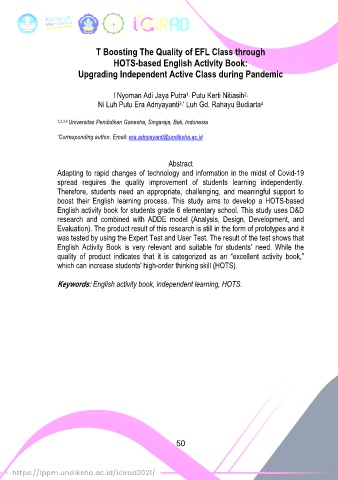 iCiRAD
T Boosting The Quality of EFL Class through
HOTS-based English Activity Book:
Upgrading Independent Active Class during Pandemic
I Nyoman Adi Jaya Putra1, Putu Kerti Nitiasih2,
Ni Luh Putu Era Adnyayanti3,* Luh Gd. Rahayu Budiarta4
1,2,3,4 Universitas Pendidikan Ganesha, Singaraja, Bali, Indonesia
*Corresponding author. Email: era.adnyayanti@undiksha.ac.id
Abstract
Adapting to rapid changes of technology and information in the midst of Covid-19
spread requires the quality improvement of students learning independently.
Therefore, students need an appropriate, challenging, and meaningful support to
boost their English learning process. This study aims to develop a HOTS-based
English activity book for students grade 6 elementary school. This study uses D&D
research and combined with ADDE model (Analysis, Design, Development, and
Evaluation). The product result of this research is still in the form of prototypes and it
was tested by using the Expert Test and User Test. The result of the test shows that
English Activity Book is very relevant and suitable for students' need. While the
quality of product indicates that it is categorized as an “excellent activity book,”
which can increase students' high-order thinking skill (HOTS).
Keywords: English activity book, independent learning, HOTS.
50
https://lppm.undiksha.ac.id/icirad2021/